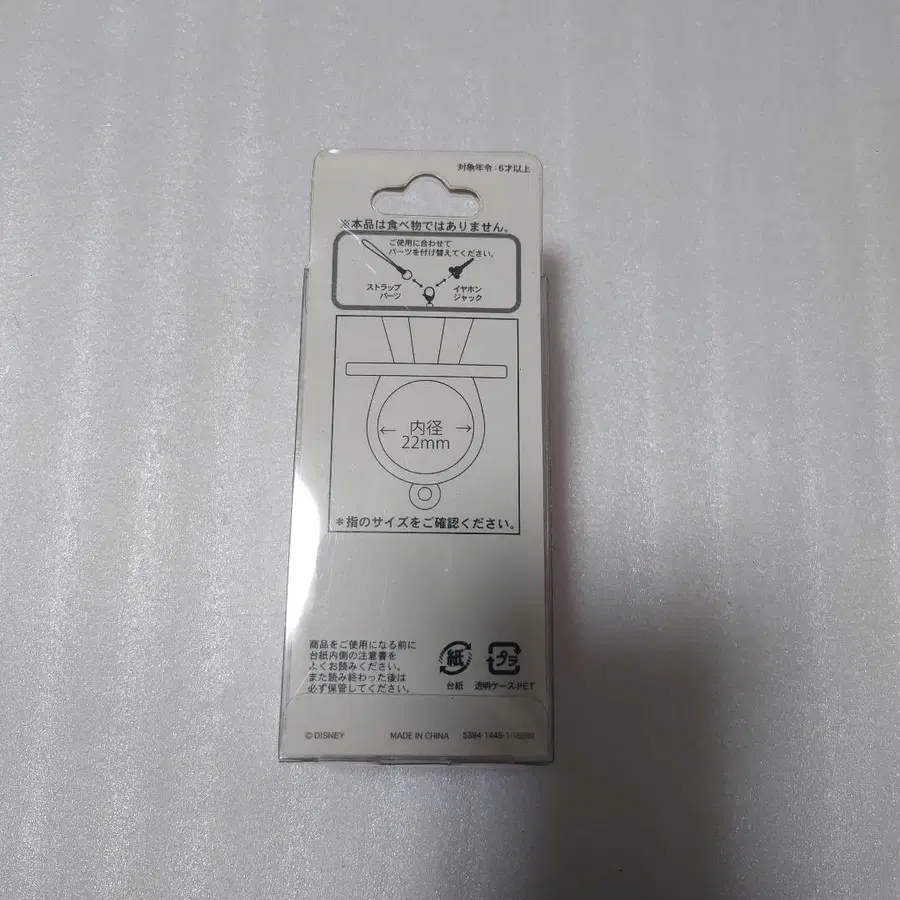 対象年令：6才以上
※本品は食べ物ではありません。
ご使用に合わせて
パーツを付け替えてください。
ストラップ
パーツ
イヤホン
ジャック
← 内径 →
22mm
＊指のサイズをご確認ください。
商品をご使用になる前に
台紙内側の注意書を
よくお読みください。
また読み終わった後は
必ず保管してください。
紙
プラ
台紙
透明ケース:PET
© DISNEY
MADE IN CHINA